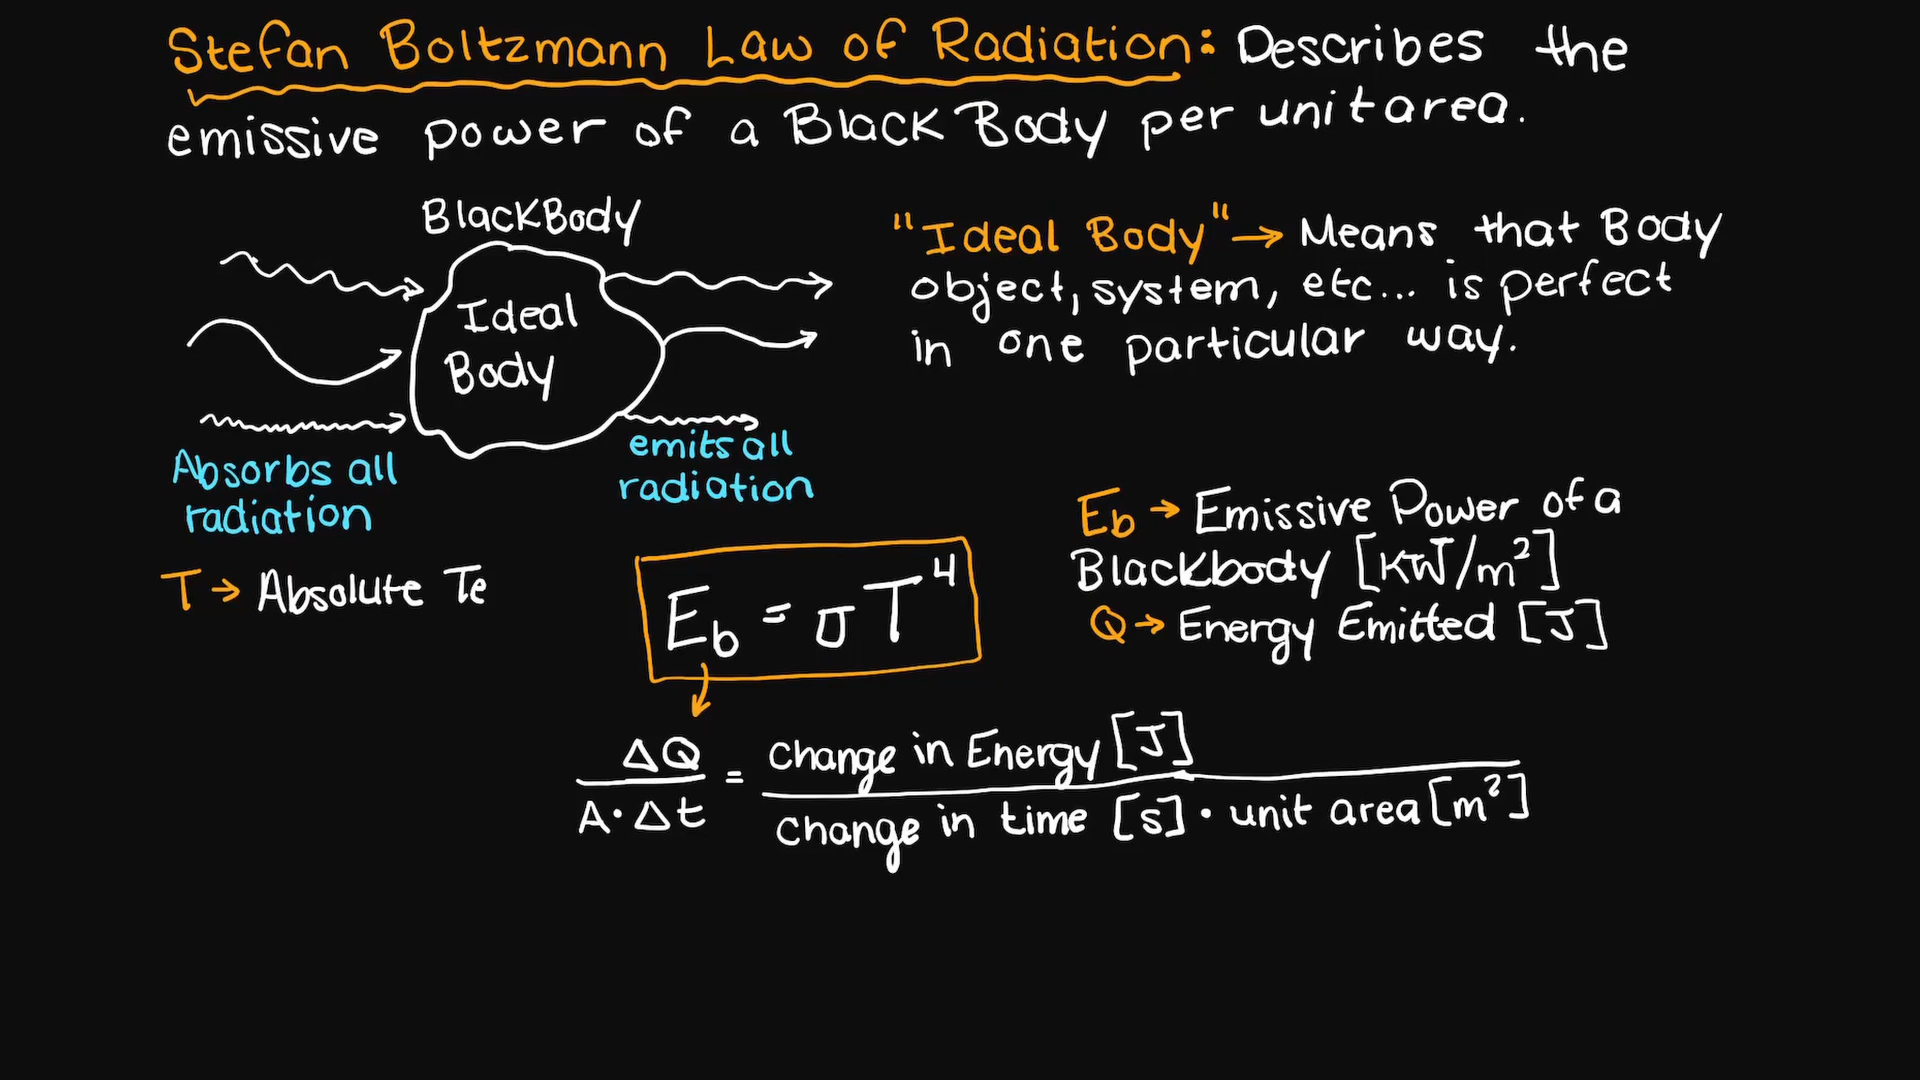 Stefan Boltzmann Law of Radiation: Describes the
emissive power of a Black Body per unit area.
BlackBody
Ideal
Body
Absorbs all
radiation
emits all
radiation
"Ideal Body" → Means that Body
object, system, etc... is perfect
in one particular way.
T → Absolute Te
E_b = σT⁴
E_b → Emissive Power of a
Blackbody [KW/m²]
Q → Energy Emitted [J]
ΔQ / A·Δt = Change in Energy [J] / Change in time [s] · unit area [m²]